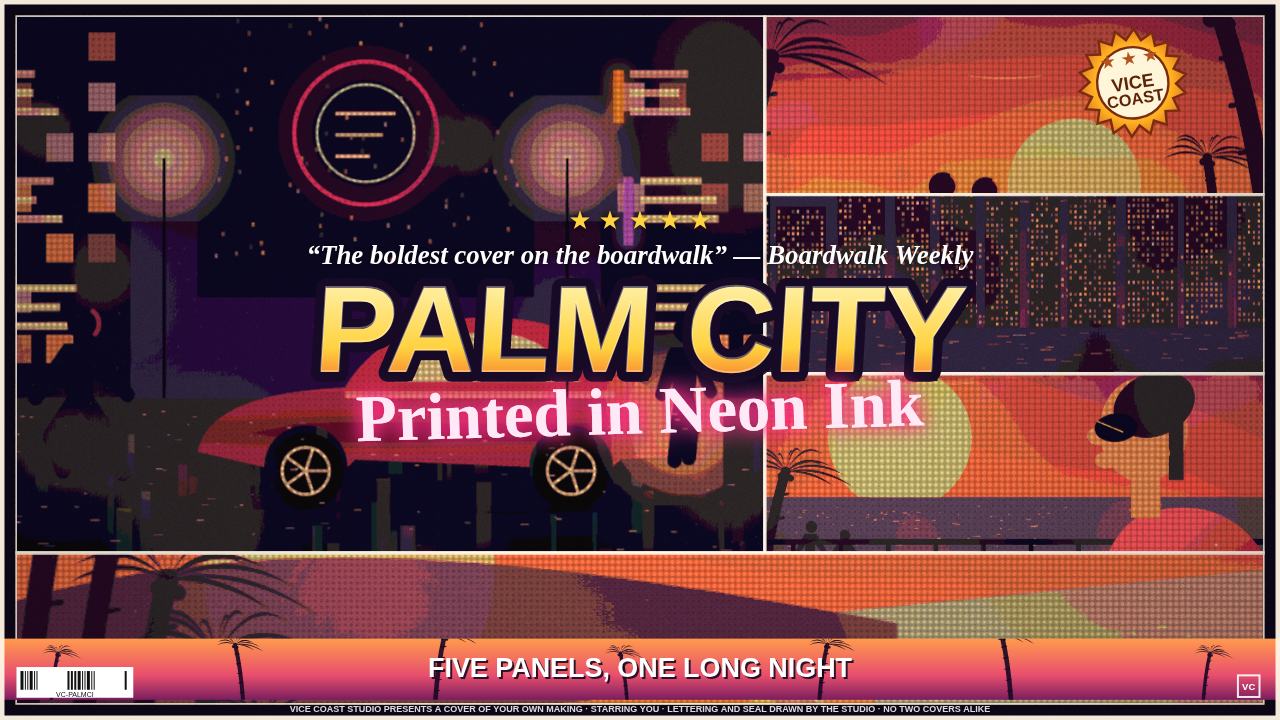 VICE
COAST
“The boldest cover on the boardwalk” — Boardwalk Weekly
PALM CITY
Printed in Neon Ink
FIVE PANELS, ONE LONG NIGHT
VC-PALMCI
VC
VICE COAST STUDIO PRESENTS A COVER OF YOUR OWN MAKING · STARRING YOU · LETTERING AND SEAL DRAWN BY THE STUDIO · NO TWO COVERS ALIKE